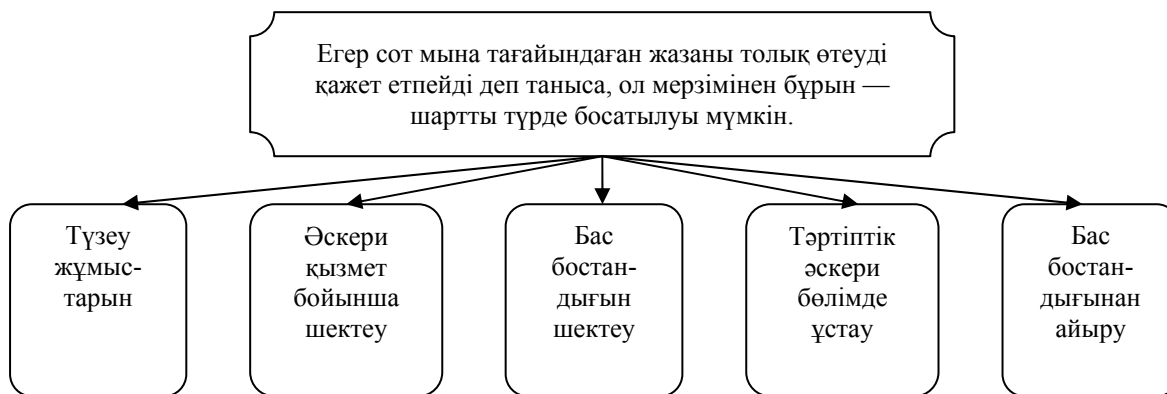 Егер сот мына тағайындаған жазаны толық өтеуді
қажет етпейді деп таныса, ол мерзімінен бұрын —
шартты түрде босатылуы мүмкін.
Түзеу
жұмыс-
тарын
Әскери
қызмет
бойынша
шектеу
Бас
бостан-
дығын
шектеу
Тәртіптік
әскери
бөлімде
ұстау
Бас
бостан-
дығынан
айыру